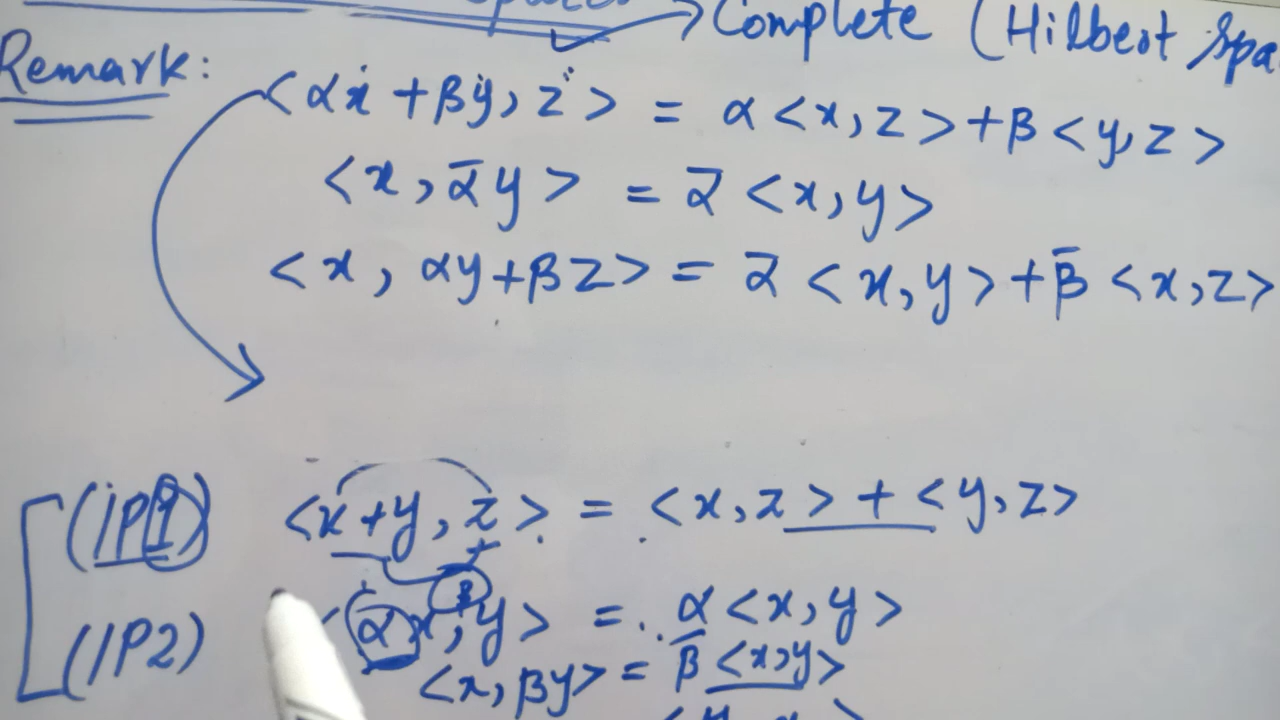 → Complete (Hilbert Spa
Remark:
<αx + βy, z> = α<x,z>+β<y,z>
<x, ᾱy> = ᾱ<x,y>
<x, αy+βz> = ᾱ<x,y>+β̄<x,z>
(IP1) <x+y, z> = <x,z>+<y,z>
(IP2) <αx, y> = α<x,y>
<x,βy> = β̄<x,y>